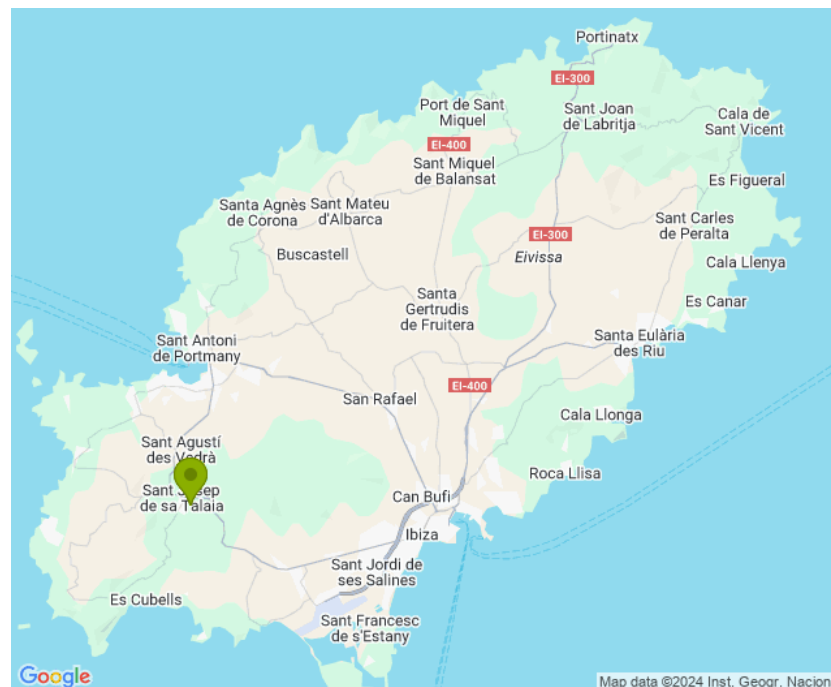 Portinatx
EI-300
Port de Sant
Miquel
Sant Joan
de Labritja
Cala de
Sant Vicent
EI-400
Sant Miquel
de Balansat
Es Figueral
Santa Agnès
de Corona
Sant Mateu
d'Albarca
Sant Carles
de Peralta
EI-300
Buscastell
Eivissa
Cala Llenya
Santa
Gertrudis
de Fruitera
Es Canar
Sant Antoni
de Portmany
Santa Eulària
des Riu
EI-400
San Rafael
Cala Llonga
Sant Agustí
des Vedrà
Roca Llisa
Sant Josep
de sa Talaia
Can Bufi
Ibiza
Sant Jordi de
ses Salines
Es Cubells
Sant Francesc
de s'Estany
Google
Map data ©2024 Inst. Geogr. Nacion